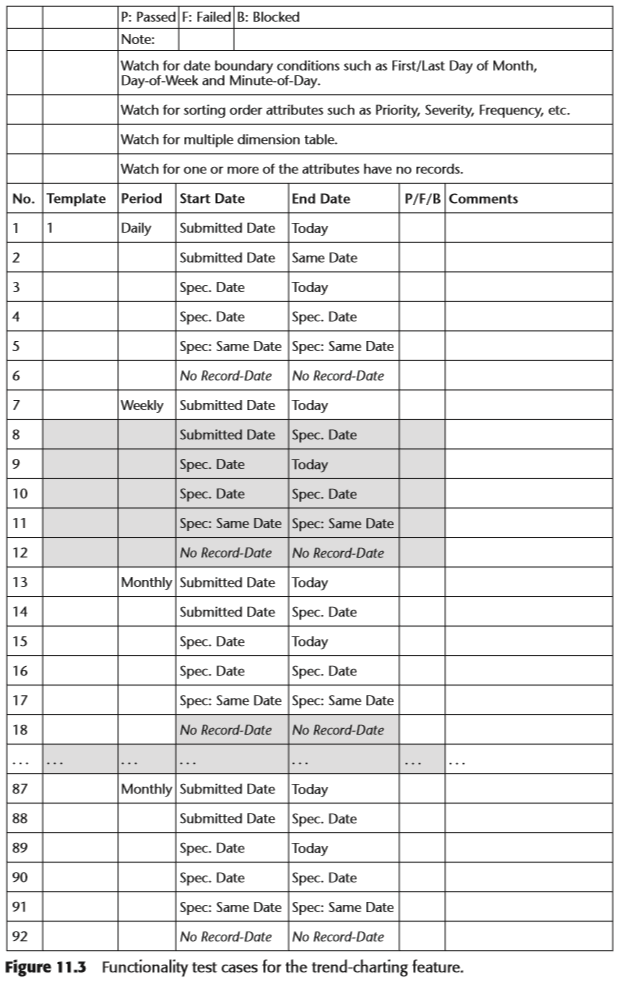 P: Passed F: Failed B: Blocked
Note:
Watch for date boundary conditions such as First/Last Day of Month,
Day-of-Week and Minute-of-Day.
Watch for sorting order attributes such as Priority, Severity, Frequency, etc.
Watch for multiple dimension table.
Watch for one or more of the attributes have no records.
No. Template Period Start Date End Date P/F/B Comments
1 1 Daily Submitted Date Today
2 Submitted Date Same Date
3 Spec. Date Today
4 Spec. Date Spec. Date
5 Spec: Same Date Spec: Same Date
6 No Record-Date No Record-Date
7 Weekly Submitted Date Today
8 Submitted Date Spec. Date
9 Spec. Date Today
10 Spec. Date Spec. Date
11 Spec: Same Date Spec: Same Date
12 No Record-Date No Record-Date
13 Monthly Submitted Date Today
14 Submitted Date Spec. Date
15 Spec. Date Today
16 Spec. Date Spec. Date
17 Spec: Same Date Spec: Same Date
18 No Record-Date No Record-Date
... ... ... ... ... ... ...
87 Monthly Submitted Date Today
88 Submitted Date Spec. Date
89 Spec. Date Today
90 Spec. Date Spec. Date
91 Spec: Same Date Spec: Same Date
92 No Record-Date No Record-Date
Figure 11.3 Functionality test cases for the trend-charting feature.